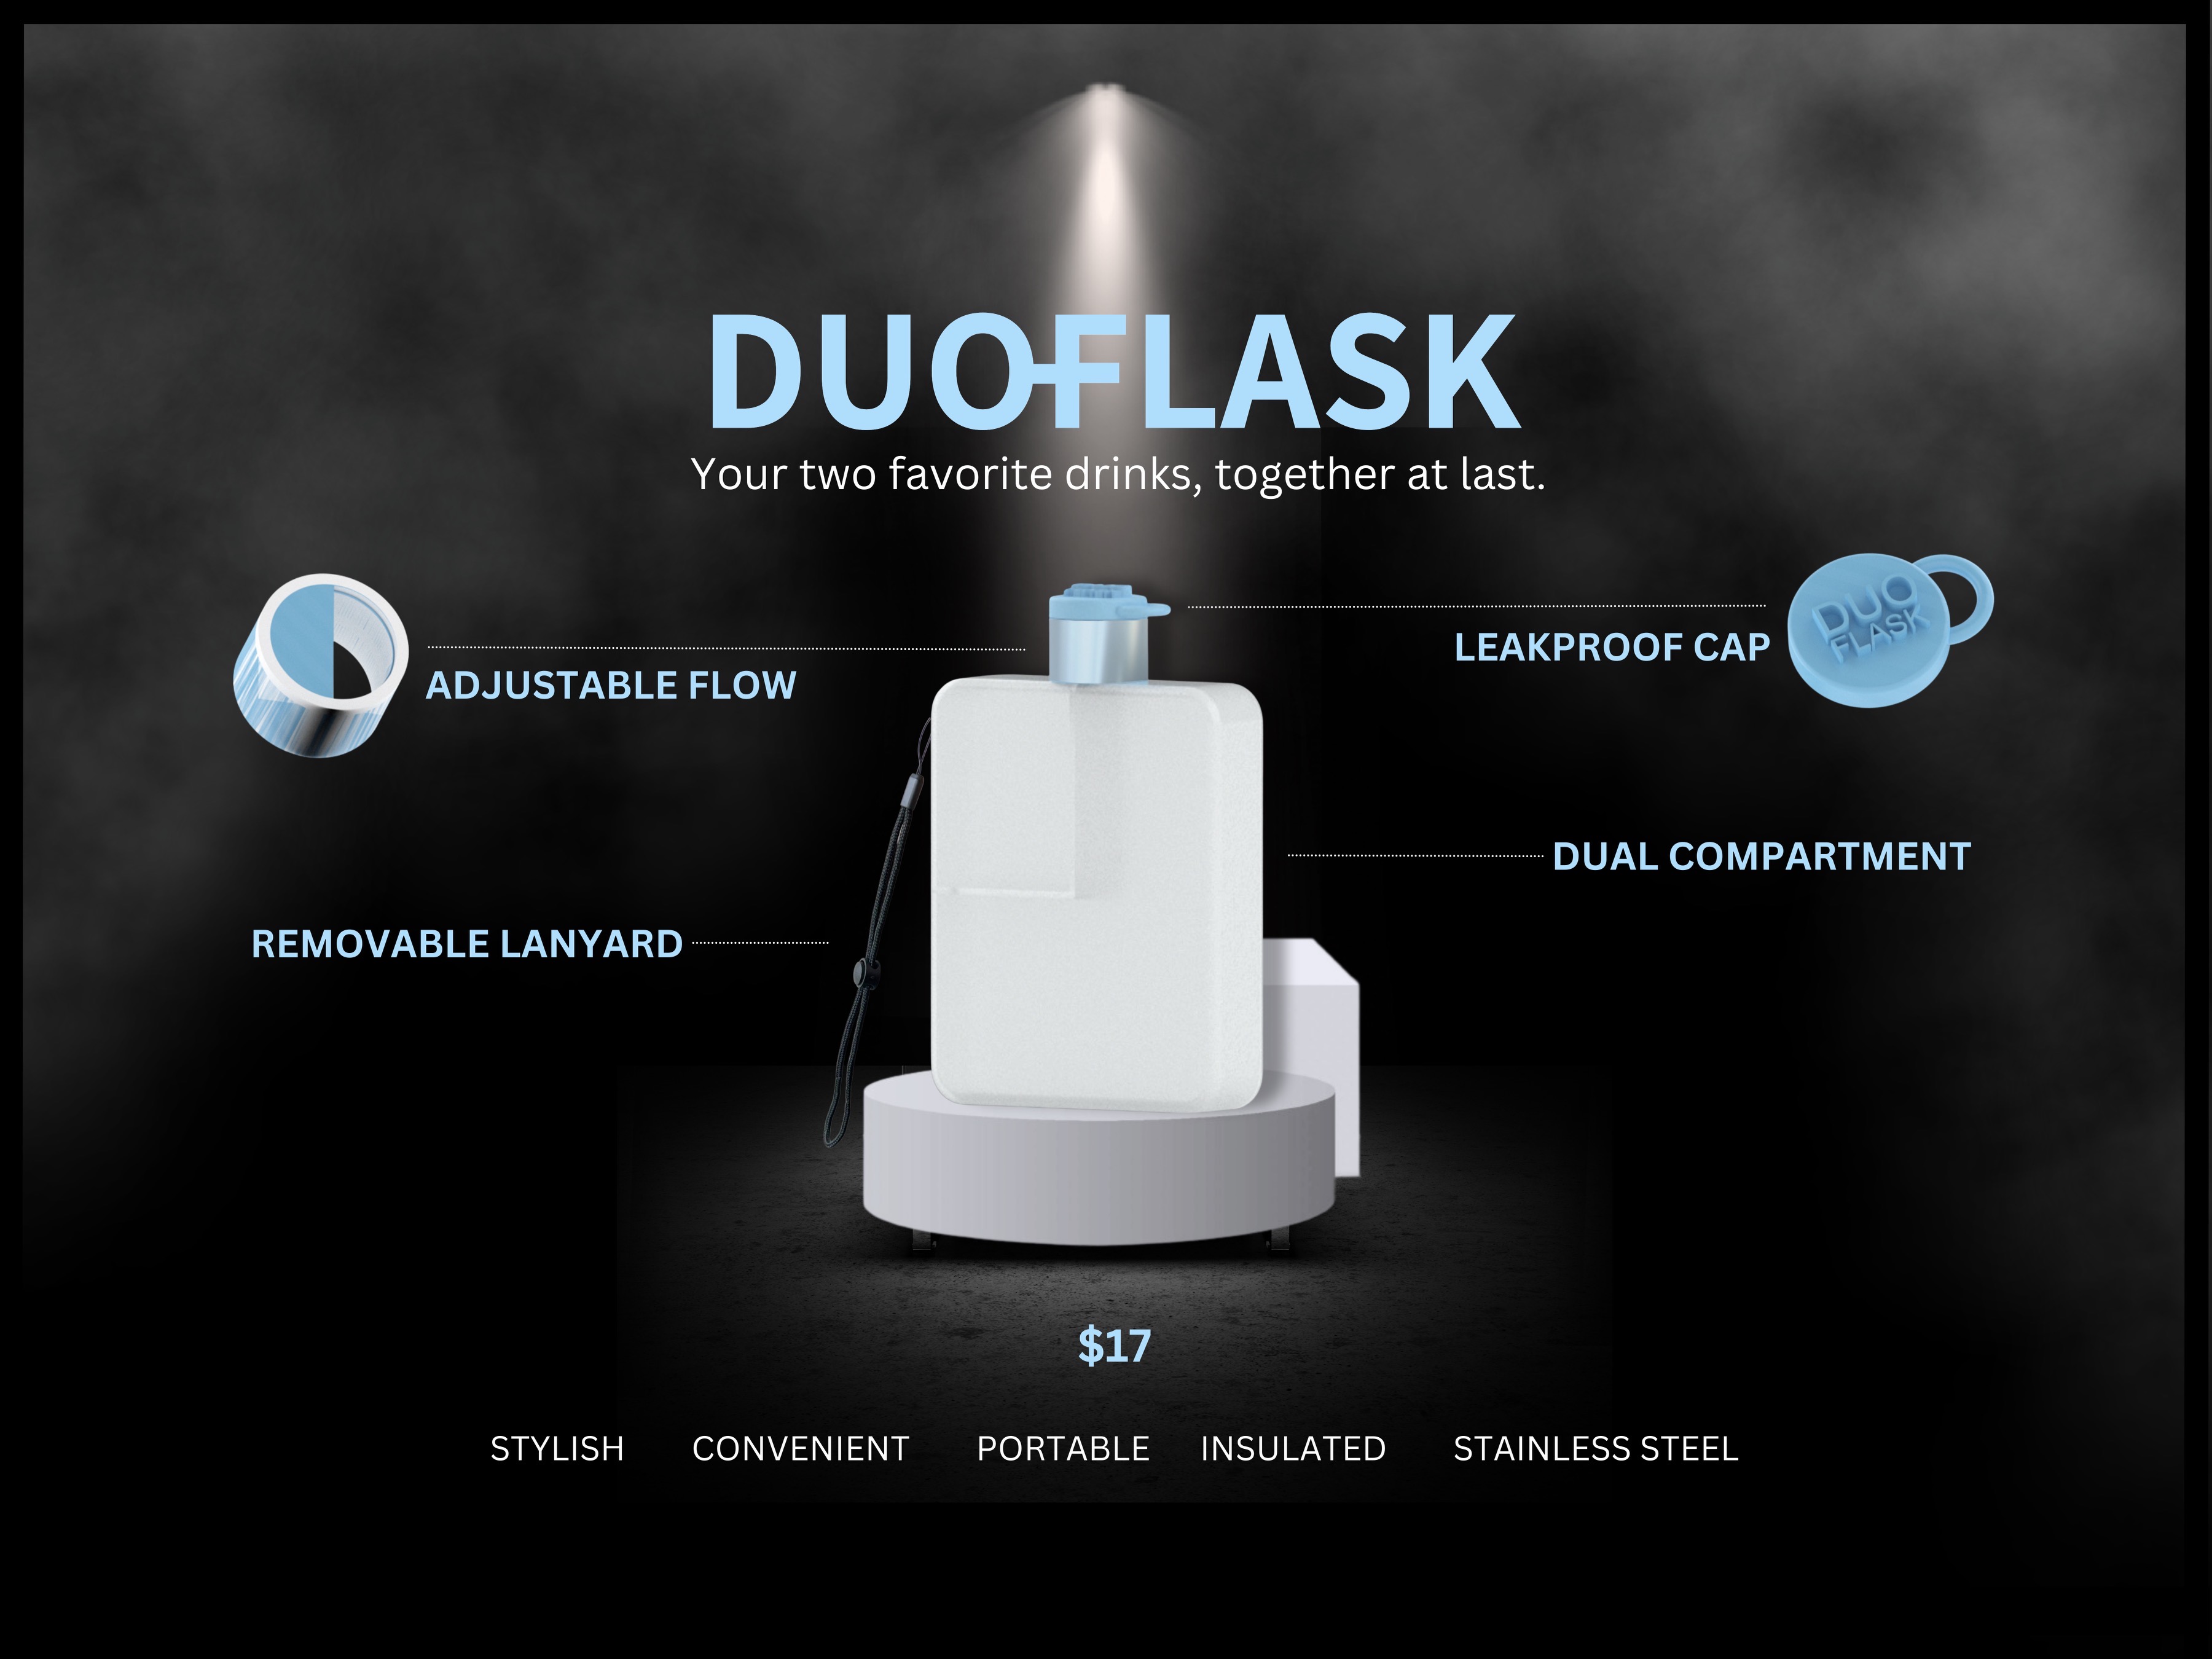 DUOFLASK
Your two favorite drinks, together at last.
DUO
FLASK
LEAKPROOF CAP
ADJUSTABLE FLOW
DUAL COMPARTMENT
REMOVABLE LANYARD
$17
STYLISH CONVENIENT PORTABLE INSULATED STAINLESS STEEL